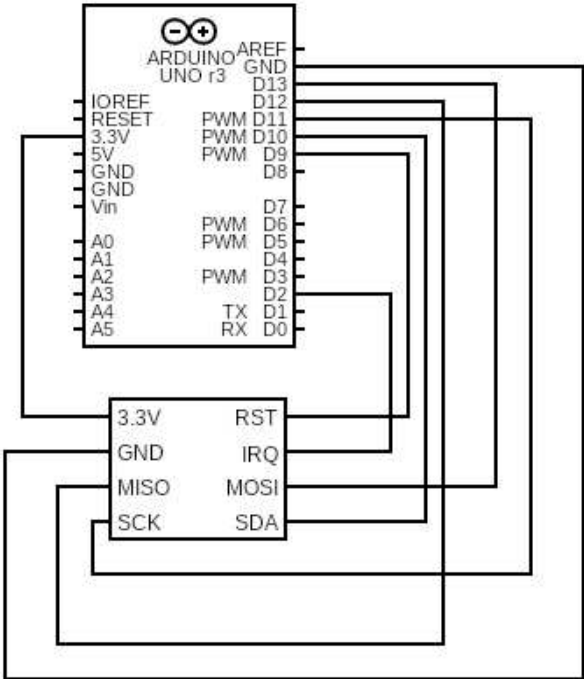 ARDUINO
UNO r3
AREF
GND
D13
IOREF D12
RESET PWM D11
3.3V PWM D10
5V PWM D9
GND D8
GND
Vin D7
PWM D6
A0 PWM D5
A1 D4
A2 PWM D3
A3 D2
A4 TX D1
A5 RX D0
3.3V RST
GND IRQ
MISO MOSI
SCK SDA